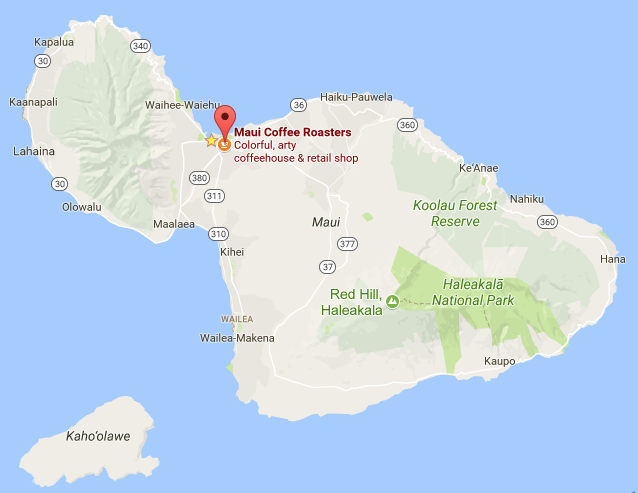 Kapalua
340
30
Kaanapali
Waihee-Waiehu
36
Haiku-Pauwela
Maui Coffee Roasters
Colorful, arty
coffeehouse & retail shop
360
Lahaina
Ke'Anae
30
380
311
Nahiku
Olowalu
Koolau Forest
Reserve
Maalaea
310
Maui
360
377
Kihei
Hana
37
Red Hill,
Haleakala
Haleakalā
National Park
WAILEA
Wailea-Makena
Kaupo
Kaho'olawe